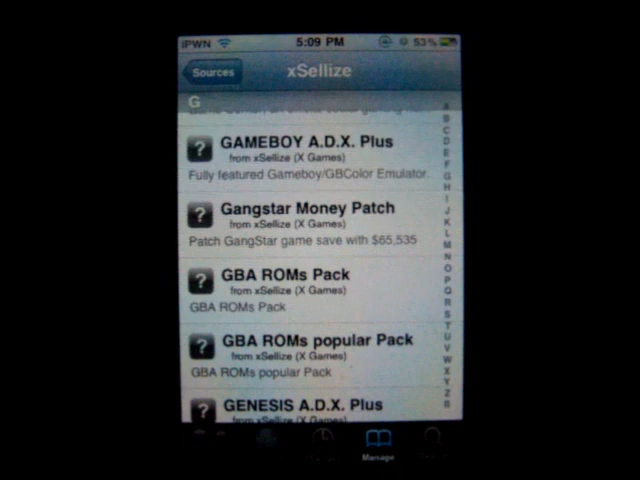 iPWN 5:09 PM 53%
Sources xSellize
G
GAMEBOY A.D.X. Plus
from xSellize (X Games)
Fully featured Gameboy/GBColor Emulator.
Gangstar Money Patch
from xSellize (X Games)
Patch GangStar game save with $65,535
GBA ROMs Pack
from xSellize (X Games)
GBA ROMs Pack
GBA ROMs popular Pack
from xSellize (X Games)
GBA ROMs popular Pack
GENESIS A.D.X. Plus
from xSellize (X Games)
A
B
C
D
E
F
G
H
I
J
K
L
M
N
O
P
Q
R
S
T
U
V
W
X
Y
Z
Manage